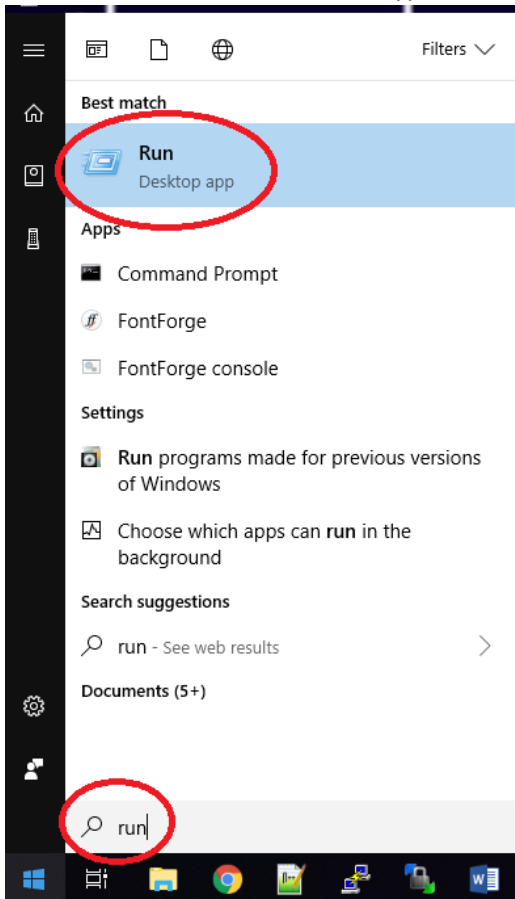 Filters
Best match
Run
Desktop app
Apps
Command Prompt
FontForge
FontForge console
Settings
Run programs made for previous versions
of Windows
Choose which apps can run in the
background
Search suggestions
run - See web results
Documents (5+)
run